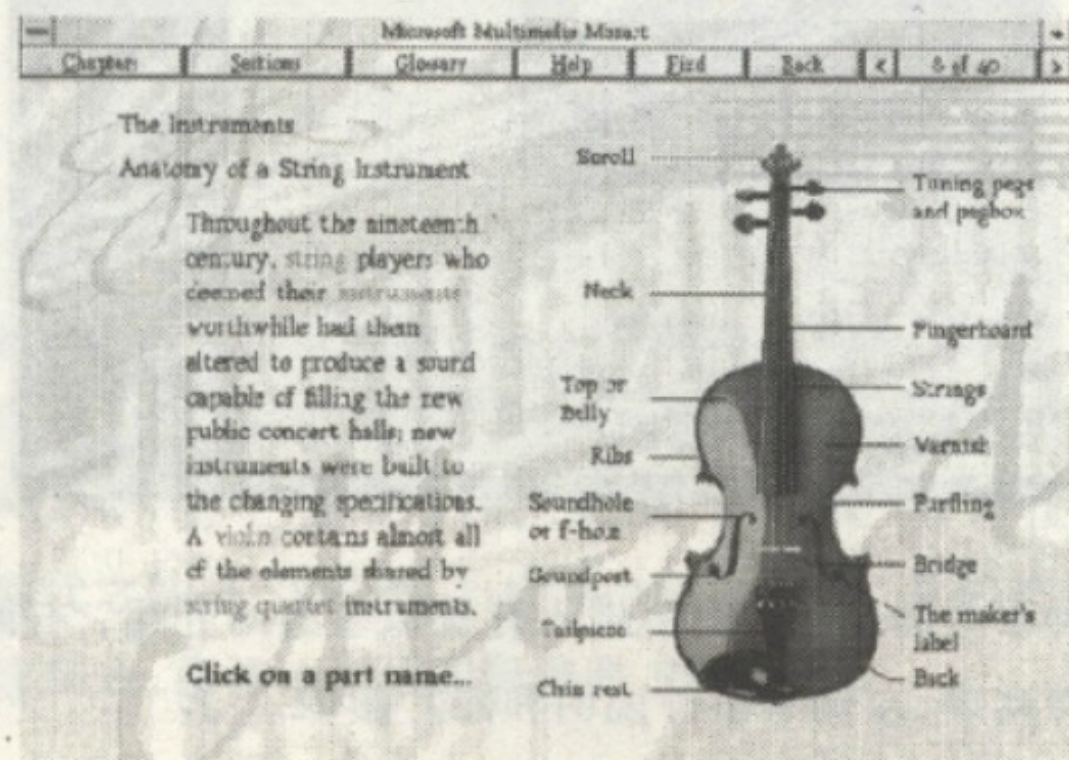 Microsoft Multimedia Mozart
Chapters Sections Glossary Help Find Back < 8 of 40 >
The Instruments
Anatomy of a String Instrument
Throughout the nineteenth
century, string players who
deemed their instruments
worthwhile had them
altered to produce a sound
capable of filling the new
public concert halls; new
instruments were built to
the changing specifications.
A violin contains almost all
of the elements shared by
string quartet instruments.
Click on a part name...
Scroll
Neck
Top or
Belly
Ribs
Soundhole
or f-hole
Soundpost
Tailpiece
Chin rest
Tuning pegs
and pegbox
Fingerboard
Strings
Varnish
Purfling
Bridge
The maker's
label
Back